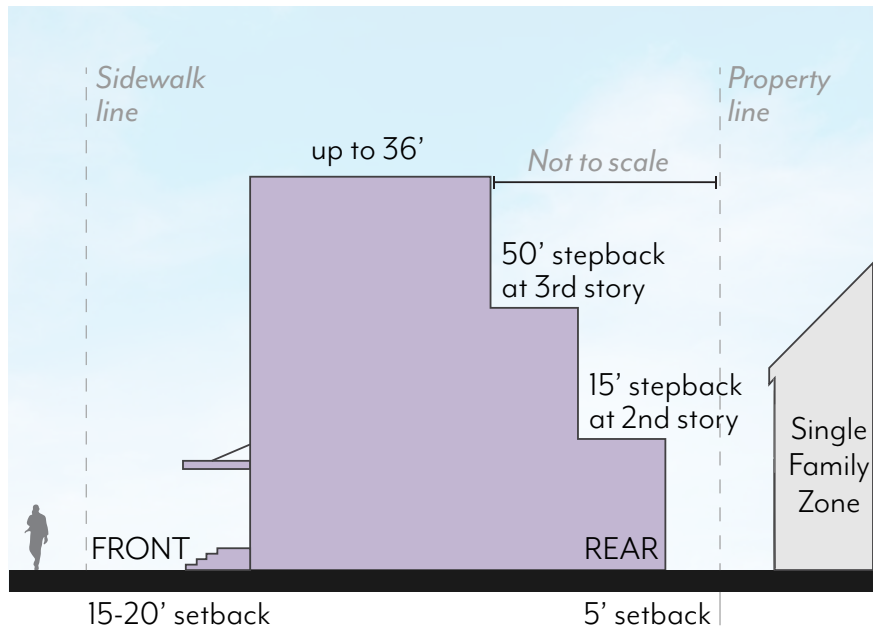 Sidewalk
line
Property
line
up to 36’
Not to scale
50’ stepback
at 3rd story
15’ stepback
at 2nd story
Single
Family
Zone
FRONT
REAR
15-20’ setback
5’ setback